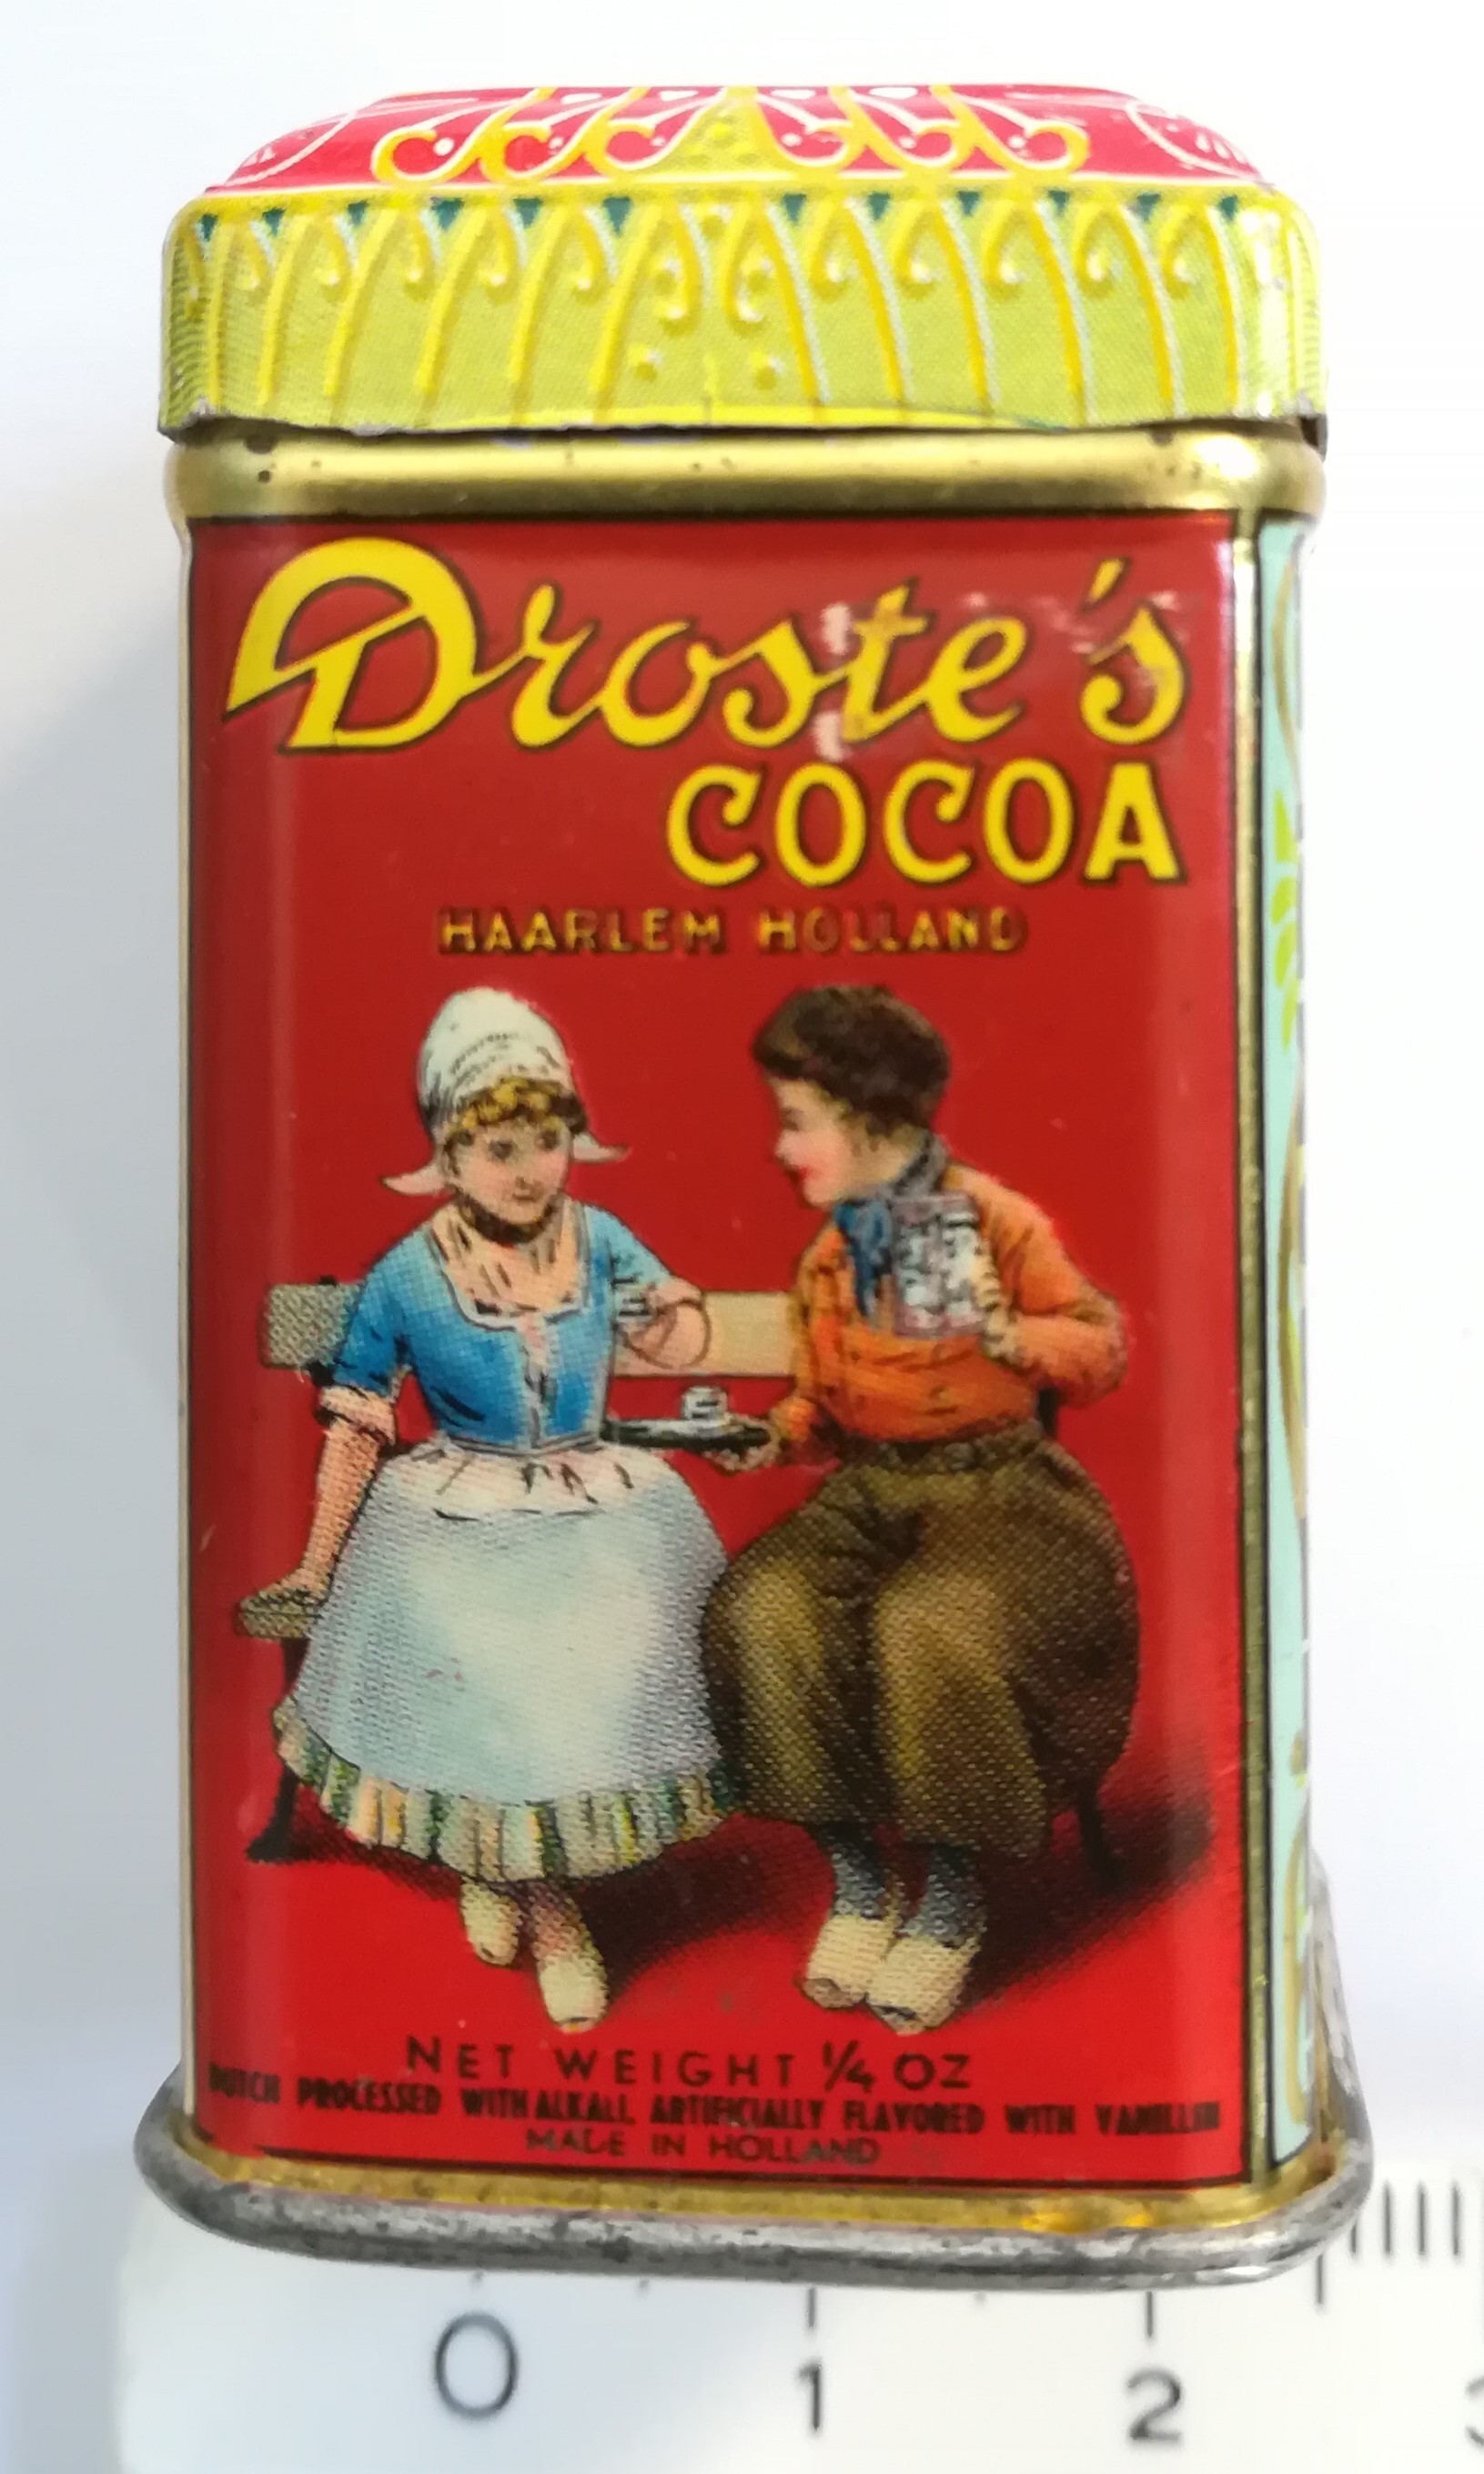 Droste's
COCOA
HAARLEM HOLLAND
NET WEIGHT ¼ OZ
DUTCH PROCESSED WITH ALKALI, ARTIFICIALLY FLAVORED WITH VANILLIN
MADE IN HOLLAND
0 1 2